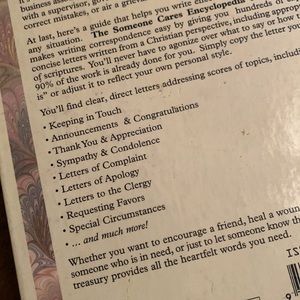 business
with a supervisor, go
direct mistakes, or air a grie
At last, here's a guide that helps you write
any situation. The Someone Cares Encyclopedia
makes writing correspondence easy by giving you hundreds of
concise letters written from a Christian perspective, including appro
of scriptures. You'll never have to agonize over what to say or how
90% of the work is already done for you. Simply copy the letter you
is" or adjust it to reflect your own personal style.
You'll find clear, direct letters addressing scores of topics, includ
• Keeping in Touch
• Announcements & Congratulations
• Thank You & Appreciation
• Sympathy & Condolence
• Letters of Complaint
• Letters of Apology
• Letters to the Clergy
• Requesting Favors
• Special Circumstances
• ... and much more!
Whether you want to encourage a friend, heal a woun
someone who is in need, or just to let someone know th
treasury provides all the heartfelt words you need.